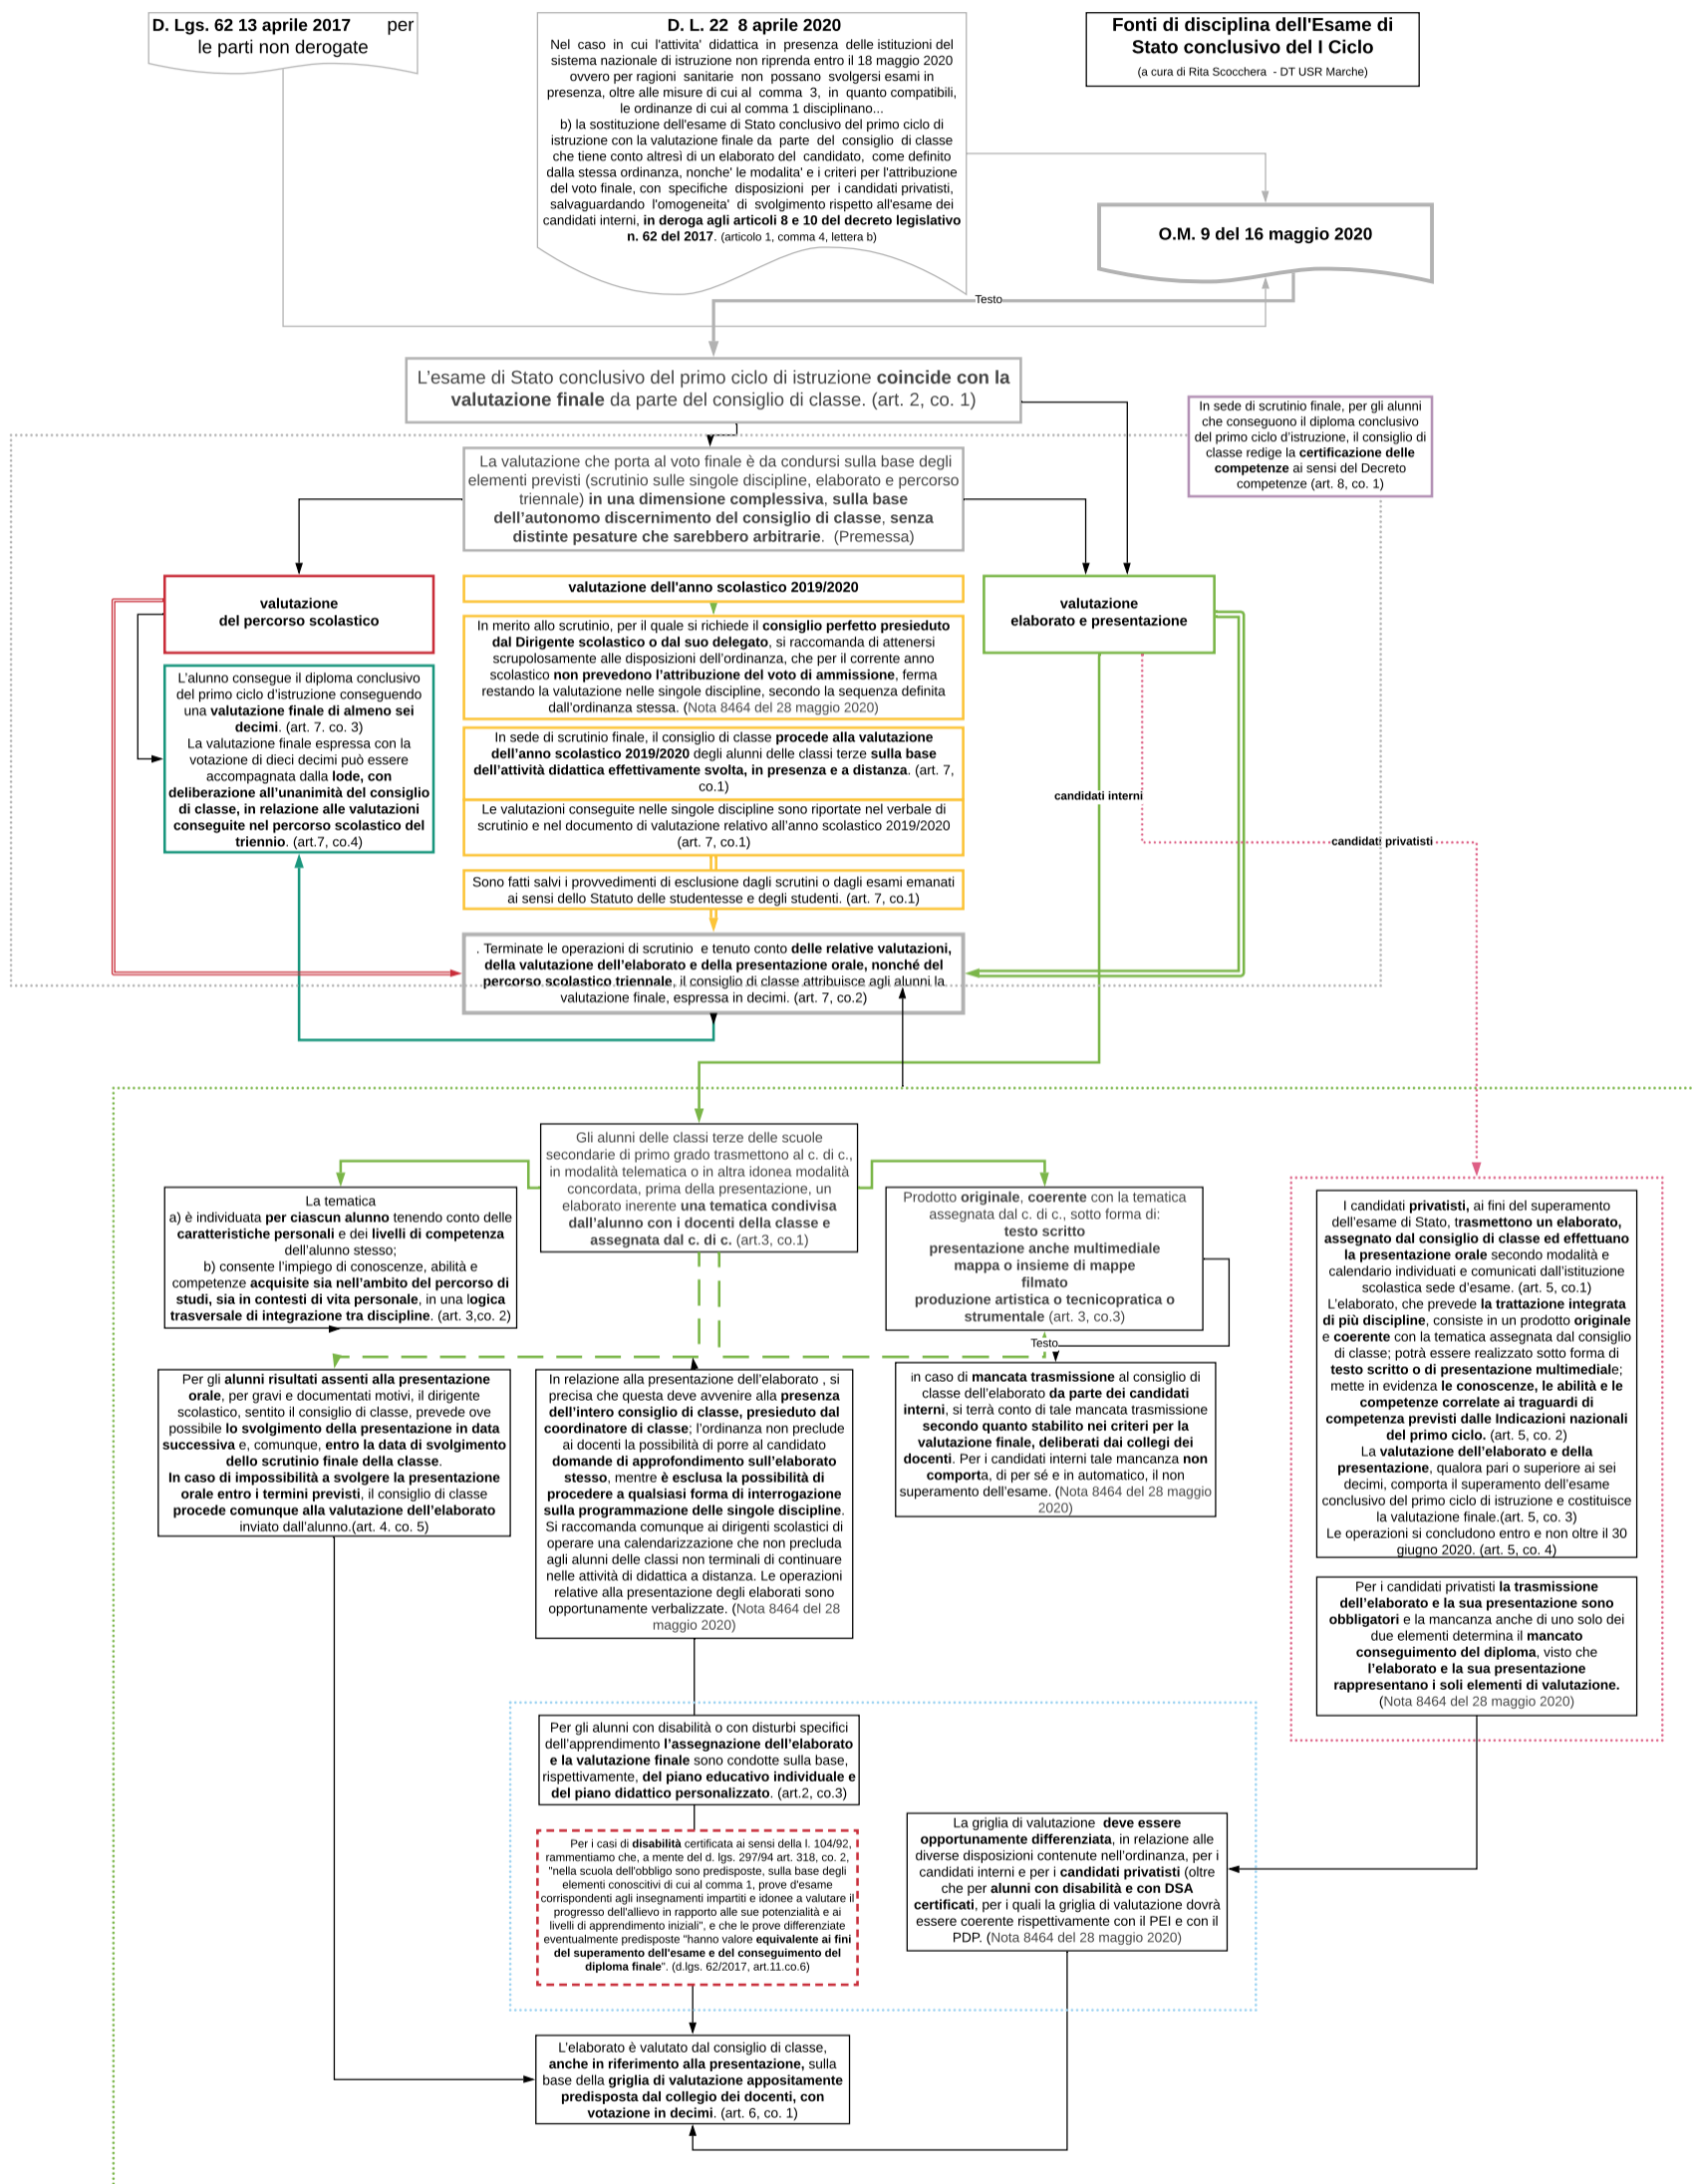 D. Lgs. 62 13 aprile 2017 per
le parti non derogate
D. L. 22 8 aprile 2020
Nel caso in cui l'attivita' didattica in presenza delle istituzioni del
sistema nazionale di istruzione non riprenda entro il 18 maggio 2020
ovvero per ragioni sanitarie non possano svolgersi esami in
presenza, oltre alle misure di cui al comma 3, in quanto compatibili,
le ordinanze di cui al comma 1 disciplinano...
b) la sostituzione dell'esame di Stato conclusivo del primo ciclo di
istruzione con la valutazione finale da parte del consiglio di classe
che tiene conto altresì di un elaborato del candidato, come definito
dalla stessa ordinanza, nonche' le modalita' e i criteri per l'attribuzione
del voto finale, con specifiche disposizioni per i candidati privatisti,
salvaguardando l'omogeneita' di svolgimento rispetto all'esame dei
candidati interni, in deroga agli articoli 8 e 10 del decreto legislativo
n. 62 del 2017. (articolo 1, comma 4, lettera b)
Fonti di disciplina dell'Esame di
Stato conclusivo del I Ciclo
(a cura di Rita Scocchera - DT USR Marche)
O.M. 9 del 16 maggio 2020
Testo
L'esame di Stato conclusivo del primo ciclo di istruzione coincide con la
valutazione finale da parte del consiglio di classe. (art. 2, co. 1)
In sede di scrutinio finale, per gli alunni
che conseguono il diploma conclusivo
del primo ciclo d'istruzione, il consiglio di
classe redige la certificazione delle
competenze ai sensi del Decreto
competenze (art. 8, co. 1)
La valutazione che porta al voto finale è da condursi sulla base degli
elementi previsti (scrutinio sulle singole discipline, elaborato e percorso
triennale) in una dimensione complessiva, sulla base
dell'autonomo discernimento del consiglio di classe, senza
distinte pesature che sarebbero arbitrarie. (Premessa)
valutazione
del percorso scolastico
valutazione dell'anno scolastico 2019/2020
valutazione
elaborato e presentazione
In merito allo scrutinio, per il quale si richiede il consiglio perfetto presieduto
dal Dirigente scolastico o dal suo delegato, si raccomanda di attenersi
scrupolosamente alle disposizioni dell'ordinanza, che per il corrente anno
scolastico non prevedono l'attribuzione del voto di ammissione, ferma
restando la valutazione nelle singole discipline, secondo la sequenza definita
dall'ordinanza stessa. (Nota 8464 del 28 maggio 2020)
L'alunno consegue il diploma conclusivo
del primo ciclo d'istruzione conseguendo
una valutazione finale di almeno sei
decimi. (art. 7. co. 3)
La valutazione finale espressa con la
votazione di dieci decimi può essere
accompagnata dalla lode, con
deliberazione all'unanimità del consiglio
di classe, in relazione alle valutazioni
conseguite nel percorso scolastico del
triennio. (art.7, co.4)
In sede di scrutinio finale, il consiglio di classe procede alla valutazione
dell'anno scolastico 2019/2020 degli alunni delle classi terze sulla base
dell'attività didattica effettivamente svolta, in presenza e a distanza. (art. 7,
co.1)
Le valutazioni conseguite nelle singole discipline sono riportate nel verbale di
scrutinio e nel documento di valutazione relativo all'anno scolastico 2019/2020
(art. 7, co.1)
candidati interni
candidati privatisti
Sono fatti salvi i provvedimenti di esclusione dagli scrutini o dagli esami emanati
ai sensi dello Statuto delle studentesse e degli studenti. (art. 7, co.1)
. Terminate le operazioni di scrutinio e tenuto conto delle relative valutazioni,
della valutazione dell'elaborato e della presentazione orale, nonché del
percorso scolastico triennale, il consiglio di classe attribuisce agli alunni la
valutazione finale, espressa in decimi. (art. 7, co.2)
Gli alunni delle classi terze delle scuole
secondarie di primo grado trasmettono al c. di c.,
in modalità telematica o in altra idonea modalità
concordata, prima della presentazione, un
elaborato inerente una tematica condivisa
dall'alunno con i docenti della classe e
assegnata dal c. di c. (art.3, co.1)
La tematica
a) è individuata per ciascun alunno tenendo conto delle
caratteristiche personali e dei livelli di competenza
dell'alunno stesso;
b) consente l'impiego di conoscenze, abilità e
competenze acquisite sia nell'ambito del percorso di
studi, sia in contesti di vita personale, in una logica
trasversale di integrazione tra discipline. (art. 3,co. 2)
Prodotto originale, coerente con la tematica
assegnata dal c. di c., sotto forma di:
testo scritto
presentazione anche multimediale
mappa o insieme di mappe
filmato
produzione artistica o tecnicopratica o
strumentale (art. 3, co.3)
Testo
I candidati privatisti, ai fini del superamento
dell'esame di Stato, trasmettono un elaborato,
assegnato dal consiglio di classe ed effettuano
la presentazione orale secondo modalità e
calendario individuati e comunicati dall'istituzione
scolastica sede d'esame. (art. 5, co.1)
L'elaborato, che prevede la trattazione integrata
di più discipline, consiste in un prodotto originale
e coerente con la tematica assegnata dal consiglio
di classe; potrà essere realizzato sotto forma di
testo scritto o di presentazione multimediale;
mette in evidenza le conoscenze, le abilità e le
competenze correlate ai traguardi di
competenza previsti dalle Indicazioni nazionali
del primo ciclo. (art. 5, co. 2)
La valutazione dell'elaborato e della
presentazione, qualora pari o superiore ai sei
decimi, comporta il superamento dell'esame
conclusivo del primo ciclo di istruzione e costituisce
la valutazione finale.(art. 5, co. 3)
Le operazioni si concludono entro e non oltre il 30
giugno 2020. (art. 5, co. 4)
Per gli alunni risultati assenti alla presentazione
orale, per gravi e documentati motivi, il dirigente
scolastico, sentito il consiglio di classe, prevede ove
possibile lo svolgimento della presentazione in data
successiva e, comunque, entro la data di svolgimento
dello scrutinio finale della classe.
In caso di impossibilità a svolgere la presentazione
orale entro i termini previsti, il consiglio di classe
procede comunque alla valutazione dell'elaborato
inviato dall'alunno.(art. 4. co. 5)
In relazione alla presentazione dell'elaborato , si
precisa che questa deve avvenire alla presenza
dell'intero consiglio di classe, presieduto dal
coordinatore di classe; l'ordinanza non preclude
ai docenti la possibilità di porre al candidato
domande di approfondimento sull'elaborato
stesso, mentre è esclusa la possibilità di
procedere a qualsiasi forma di interrogazione
sulla programmazione delle singole discipline.
Si raccomanda comunque ai dirigenti scolastici di
operare una calendarizzazione che non precluda
agli alunni delle classi non terminali di continuare
nelle attività di didattica a distanza. Le operazioni
relative alla presentazione degli elaborati sono
opportunamente verbalizzate. (Nota 8464 del 28
maggio 2020)
in caso di mancata trasmissione al consiglio di
classe dell'elaborato da parte dei candidati
interni, si terrà conto di tale mancata trasmissione
secondo quanto stabilito nei criteri per la
valutazione finale, deliberati dai collegi dei
docenti. Per i candidati interni tale mancanza non
comporta, di per sé e in automatico, il non
superamento dell'esame. (Nota 8464 del 28 maggio
2020)
Per i candidati privatisti la trasmissione
dell'elaborato e la sua presentazione sono
obbligatori e la mancanza anche di uno solo dei
due elementi determina il mancato
conseguimento del diploma, visto che
l'elaborato e la sua presentazione
rappresentano i soli elementi di valutazione.
(Nota 8464 del 28 maggio 2020)
Per gli alunni con disabilità o con disturbi specifici
dell'apprendimento l'assegnazione dell'elaborato
e la valutazione finale sono condotte sulla base,
rispettivamente, del piano educativo individuale e
del piano didattico personalizzato. (art.2, co.3)
Per i casi di disabilità certificata ai sensi della l. 104/92,
rammentiamo che, a mente del d. lgs. 297/94 art. 318, co. 2,
"nella scuola dell'obbligo sono predisposte, sulla base degli
elementi conoscitivi di cui al comma 1, prove d'esame
corrispondenti agli insegnamenti impartiti e idonee a valutare il
progresso dell'allievo in rapporto alle sue potenzialità e ai
livelli di apprendimento iniziali", e che le prove differenziate
eventualmente predisposte "hanno valore equivalente ai fini
del superamento dell'esame e del conseguimento del
diploma finale". (d.lgs. 62/2017, art.11.co.6)
La griglia di valutazione deve essere
opportunamente differenziata, in relazione alle
diverse disposizioni contenute nell'ordinanza, per i
candidati interni e per i candidati privatisti (oltre
che per alunni con disabilità e con DSA
certificati, per i quali la griglia di valutazione dovrà
essere coerente rispettivamente con il PEI e con il
PDP. (Nota 8464 del 28 maggio 2020)
L'elaborato è valutato dal consiglio di classe,
anche in riferimento alla presentazione, sulla
base della griglia di valutazione appositamente
predisposta dal collegio dei docenti, con
votazione in decimi. (art. 6, co. 1)